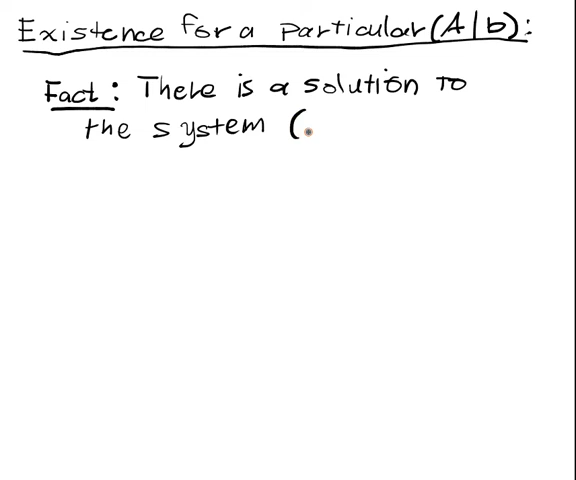 Existence for a particular (A|b):
Fact: There is a solution to
the system (